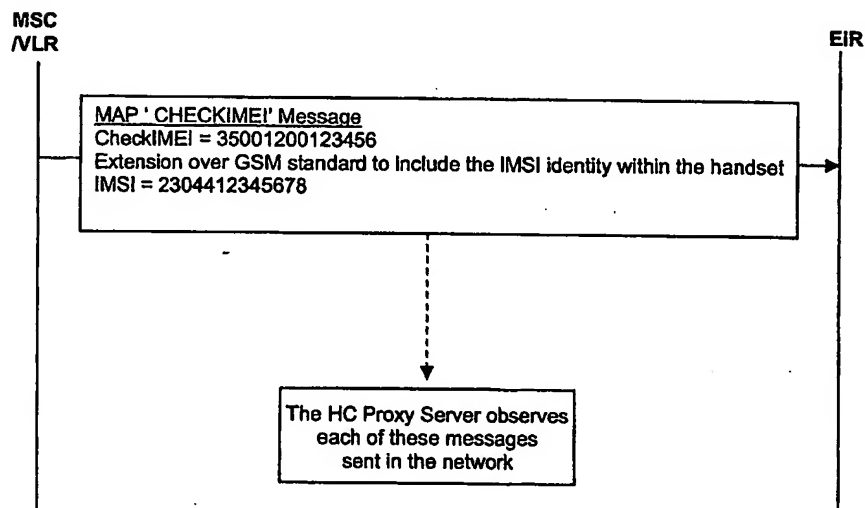 MSC
/VLR
EIR
MAP ' CHECKIMEI' Message
CheckIMEI = 35001200123456
Extension over GSM standard to include the IMSI identity within the handset
IMSI = 2304412345678
The HC Proxy Server observes
each of these messages
sent in the network